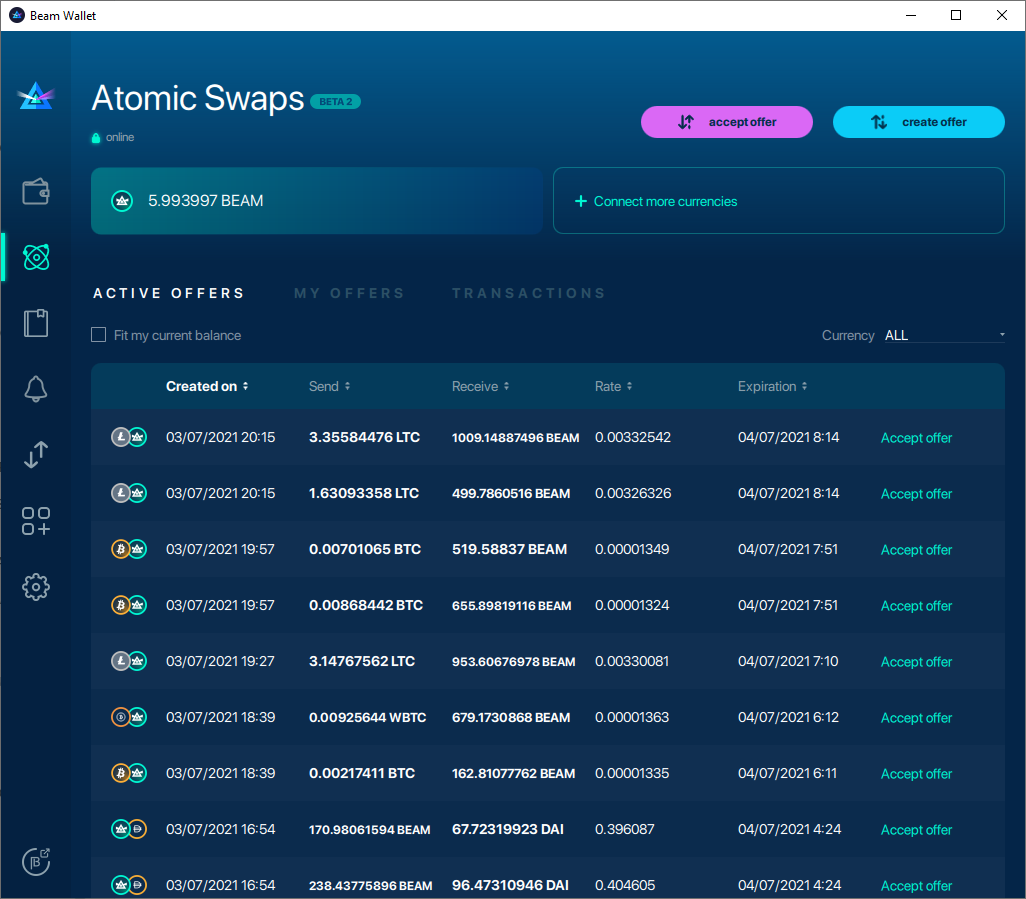 Beam Wallet
Atomic Swaps BETA 2
online
accept offer
create offer
5.993997 BEAM
Connect more currencies
ACTIVE OFFERS MY OFFERS TRANSACTIONS
Fit my current balance Currency ALL
Created on Send Receive Rate Expiration
03/07/2021 20:15 3.35584476 LTC 1009.14887496 BEAM 0.00332542 04/07/2021 8:14 Accept offer
03/07/2021 20:15 1.63093358 LTC 499.7860516 BEAM 0.00326326 04/07/2021 8:14 Accept offer
03/07/2021 19:57 0.00701065 BTC 519.58837 BEAM 0.00001349 04/07/2021 7:51 Accept offer
03/07/2021 19:57 0.00868442 BTC 655.89819116 BEAM 0.00001324 04/07/2021 7:51 Accept offer
03/07/2021 19:27 3.14767562 LTC 953.60676978 BEAM 0.00330081 04/07/2021 7:10 Accept offer
03/07/2021 18:39 0.00925644 WBTC 679.1730868 BEAM 0.00001363 04/07/2021 6:12 Accept offer
03/07/2021 18:39 0.00217411 BTC 162.81077762 BEAM 0.00001335 04/07/2021 6:11 Accept offer
03/07/2021 16:54 170.98061594 BEAM 67.72319923 DAI 0.396087 04/07/2021 4:24 Accept offer
03/07/2021 16:54 238.43775896 BEAM 96.47310946 DAI 0.404605 04/07/2021 4:24 Accept offer